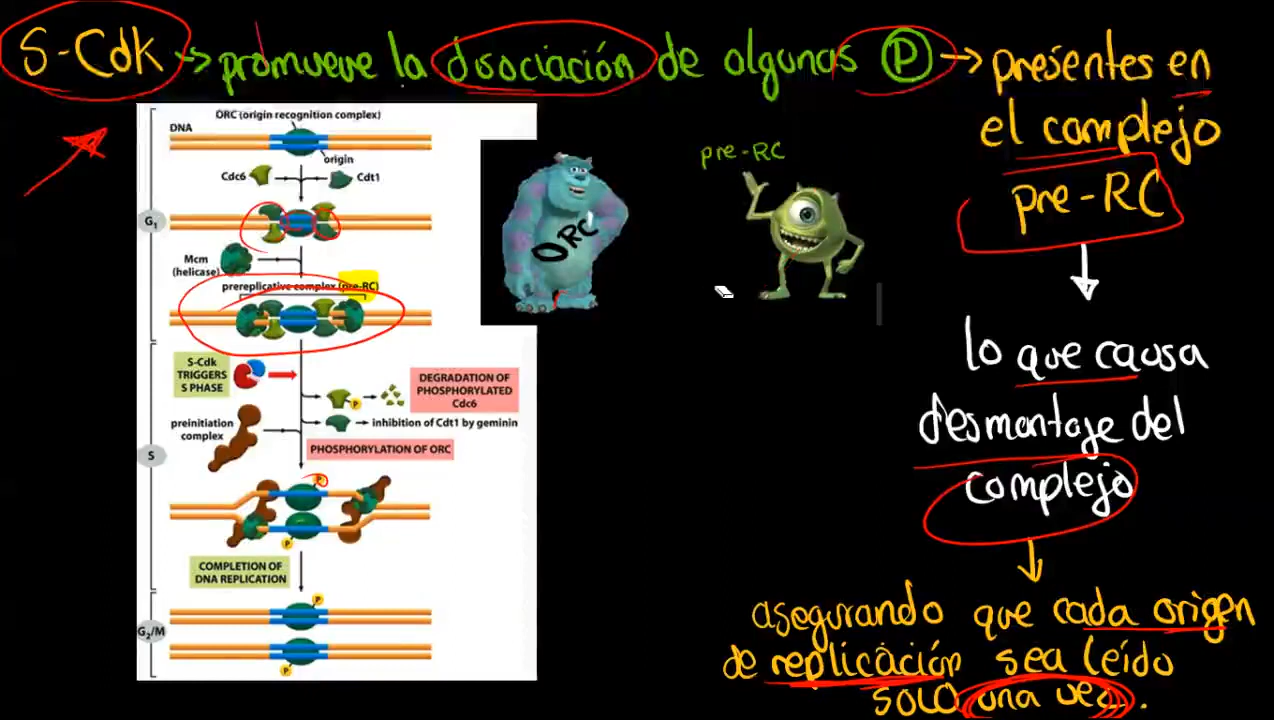 S-Cdk → promueve la disociación de algunas P → presentes en
el complejo
pre-RC
lo que causa
desmontaje del
complejo
asegurando que cada origen
de replicación sea leído
solo una vez.
ORC (origin recognition complex)
DNA
origin
Cdc6
Cdt1
G1
Mcm
(helicase)
prereplicative complex (pre-RC)
S-Cdk
TRIGGERS
S PHASE
P
DEGRADATION OF
PHOSPHORYLATED
Cdc6
preinitiation
complex
inhibition of Cdt1 by geminin
PHOSPHORYLATION OF ORC
S
P
P
COMPLETION OF
DNA REPLICATION
P
G2/M
P
ORC
pre-RC